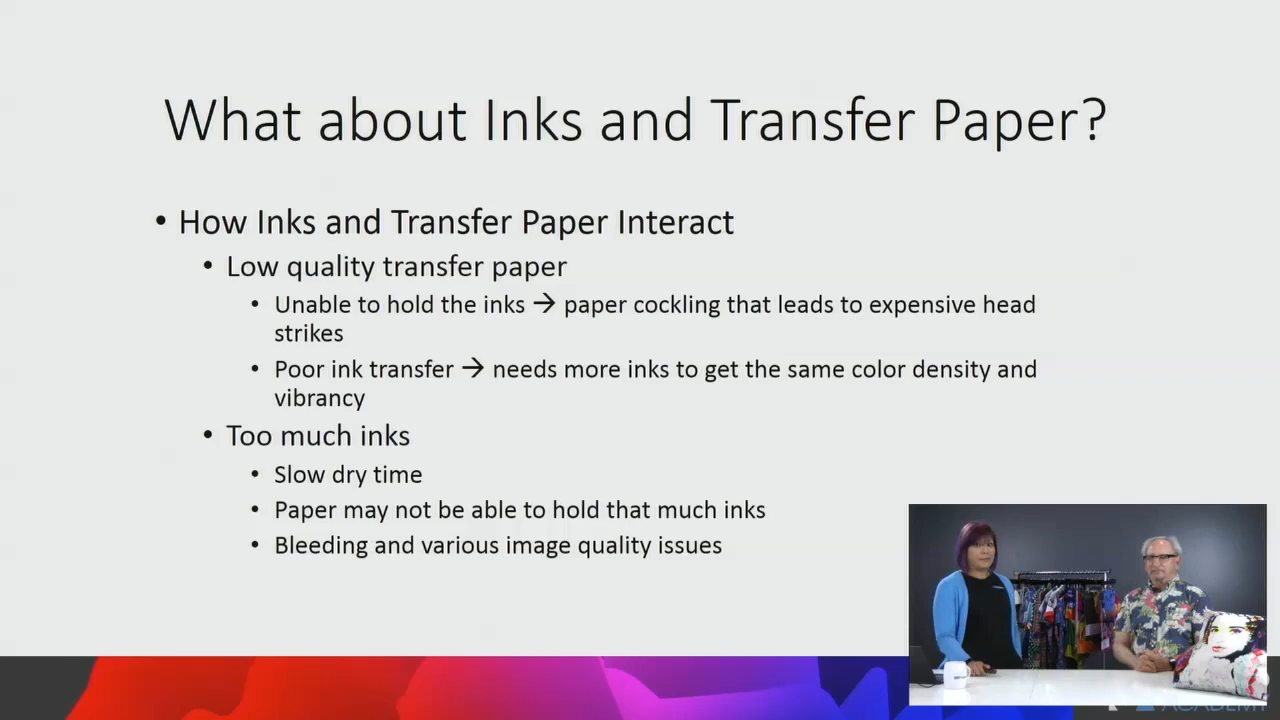 What about Inks and Transfer Paper?
• How Inks and Transfer Paper Interact
• Low quality transfer paper
• Unable to hold the inks → paper cockling that leads to expensive head
strikes
• Poor ink transfer → needs more inks to get the same color density and
vibrancy
• Too much inks
• Slow dry time
• Paper may not be able to hold that much inks
• Bleeding and various image quality issues
ACADEMY